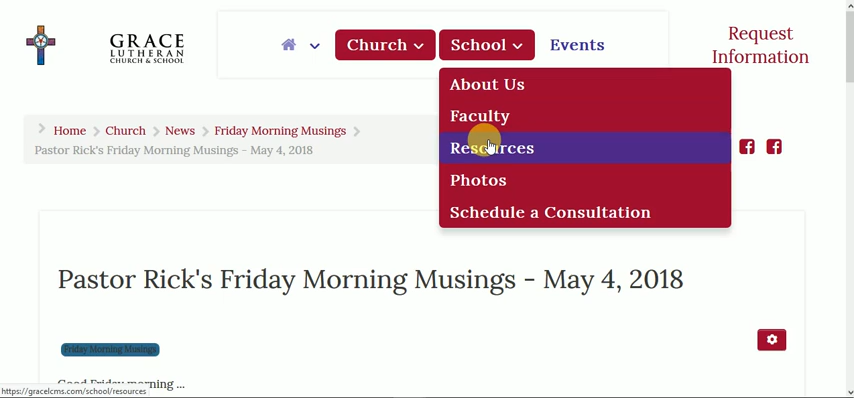 GRACE
LUTHERAN
CHURCH & SCHOOL
Church
School
Events
Request
Information
About Us
Faculty
Resources
Photos
Schedule a Consultation
Home
Church
News
Friday Morning Musings
Pastor Rick's Friday Morning Musings - May 4, 2018
Pastor Rick's Friday Morning Musings - May 4, 2018
Friday Morning Musings
Good Friday morning ...
https://gracelcms.com/school/resources